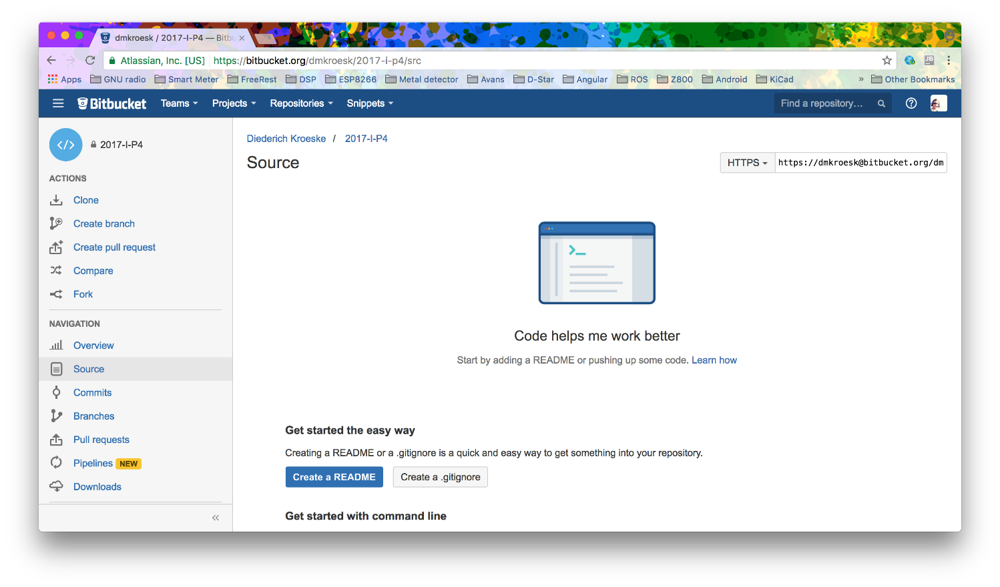 dmkroesk / 2017-I-P4 — Bitb
Atlassian, Inc. [US] https://bitbucket.org/dmkroesk/2017-i-p4/src
Apps GNU radio Smart Meter FreeRest DSP ESP8266 Metal detector Avans D-Star Angular ROS Z800 Android KiCad » Other Bookmarks
Bitbucket Teams Projects Repositories Snippets Find a repository...
2017-I-P4
ACTIONS
Clone
Create branch
Create pull request
Compare
Fork
NAVIGATION
Overview
Source
Commits
Branches
Pull requests
Pipelines NEW
Downloads
Diederich Kroeske / 2017-I-P4
Source
HTTPS https://dmkroesk@bitbucket.org/dm
Code helps me work better
Start by adding a README or pushing up some code. Learn how
Get started the easy way
Creating a README or a .gitignore is a quick and easy way to get something into your repository.
Create a README Create a .gitignore
Get started with command line